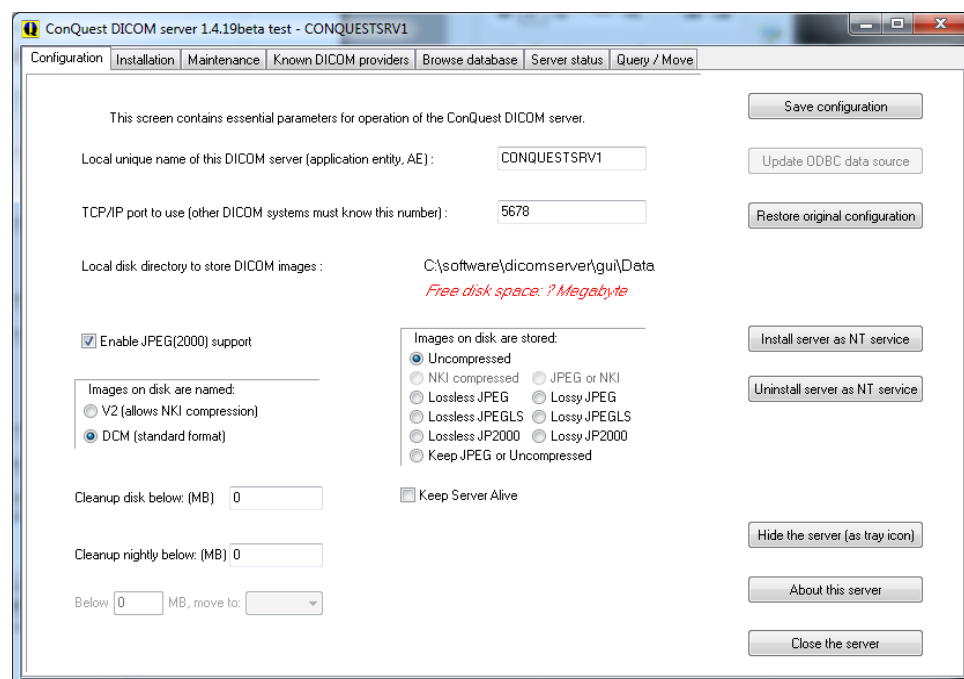 ConQuest DICOM server 1.4.19beta test - CONQUESTSRV1
Configuration Installation Maintenance Known DICOM providers Browse database Server status Query / Move
This screen contains essential parameters for operation of the ConQuest DICOM server.
Save configuration
Local unique name of this DICOM server (application entity, AE) : CONQUESTSRV1
Update ODBC data source
TCP/IP port to use (other DICOM systems must know this number) : 5678
Restore original configuration
Local disk directory to store DICOM images : C:\software\dicomserver\gui\Data
Free disk space: ? Megabyte
Enable JPEG(2000) support
Images on disk are stored:
Uncompressed
NKI compressed JPEG or NKI
Lossless JPEG Lossy JPEG
Lossless JPEGLS Lossy JPEGLS
Lossless JP2000 Lossy JP2000
Keep JPEG or Uncompressed
Install server as NT service
Uninstall server as NT service
Images on disk are named:
V2 (allows NKI compression)
DCM (standard format)
Cleanup disk below: (MB) 0
Keep Server Alive
Cleanup nightly below: (MB) 0
Hide the server (as tray icon)
Below 0 MB, move to:
About this server
Close the server